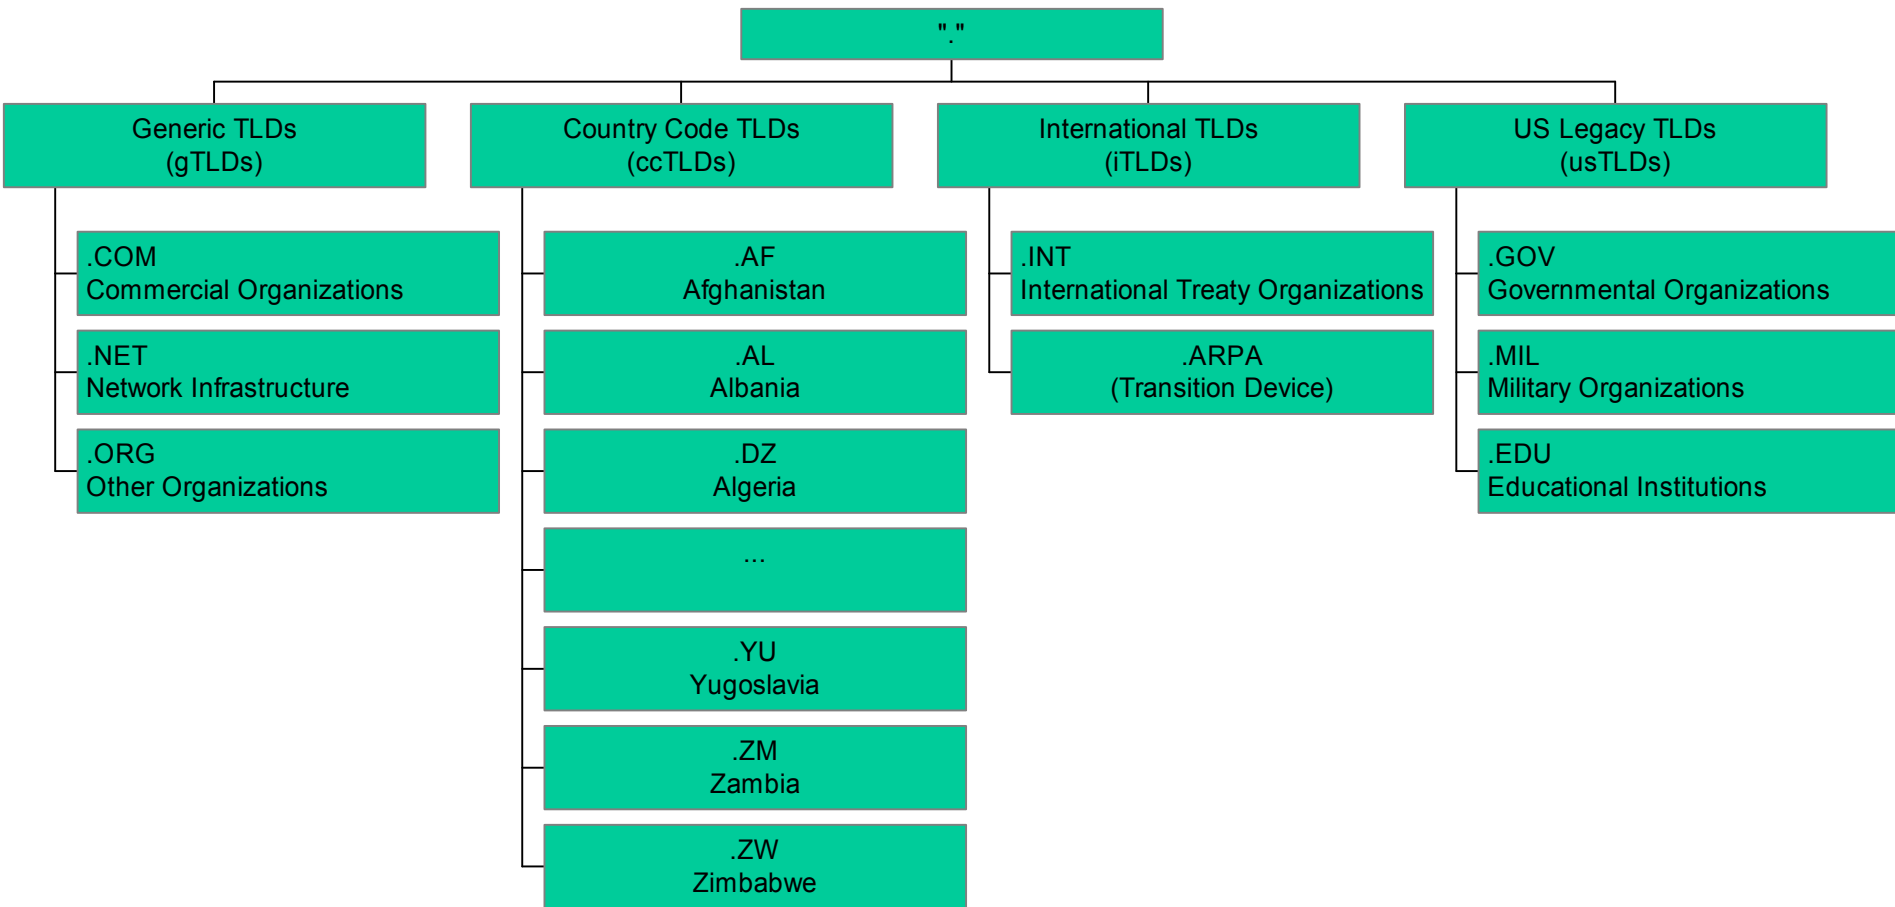 "."
Generic TLDs
(gTLDs)
Country Code TLDs
(ccTLDs)
International TLDs
(iTLDs)
US Legacy TLDs
(usTLDs)
.COM
Commercial Organizations
.NET
Network Infrastructure
.ORG
Other Organizations
.AF
Afghanistan
.AL
Albania
.DZ
Algeria
...
.YU
Yugoslavia
.ZM
Zambia
.ZW
Zimbabwe
.INT
International Treaty Organizations
.ARPA
(Transition Device)
.GOV
Governmental Organizations
.MIL
Military Organizations
.EDU
Educational Institutions